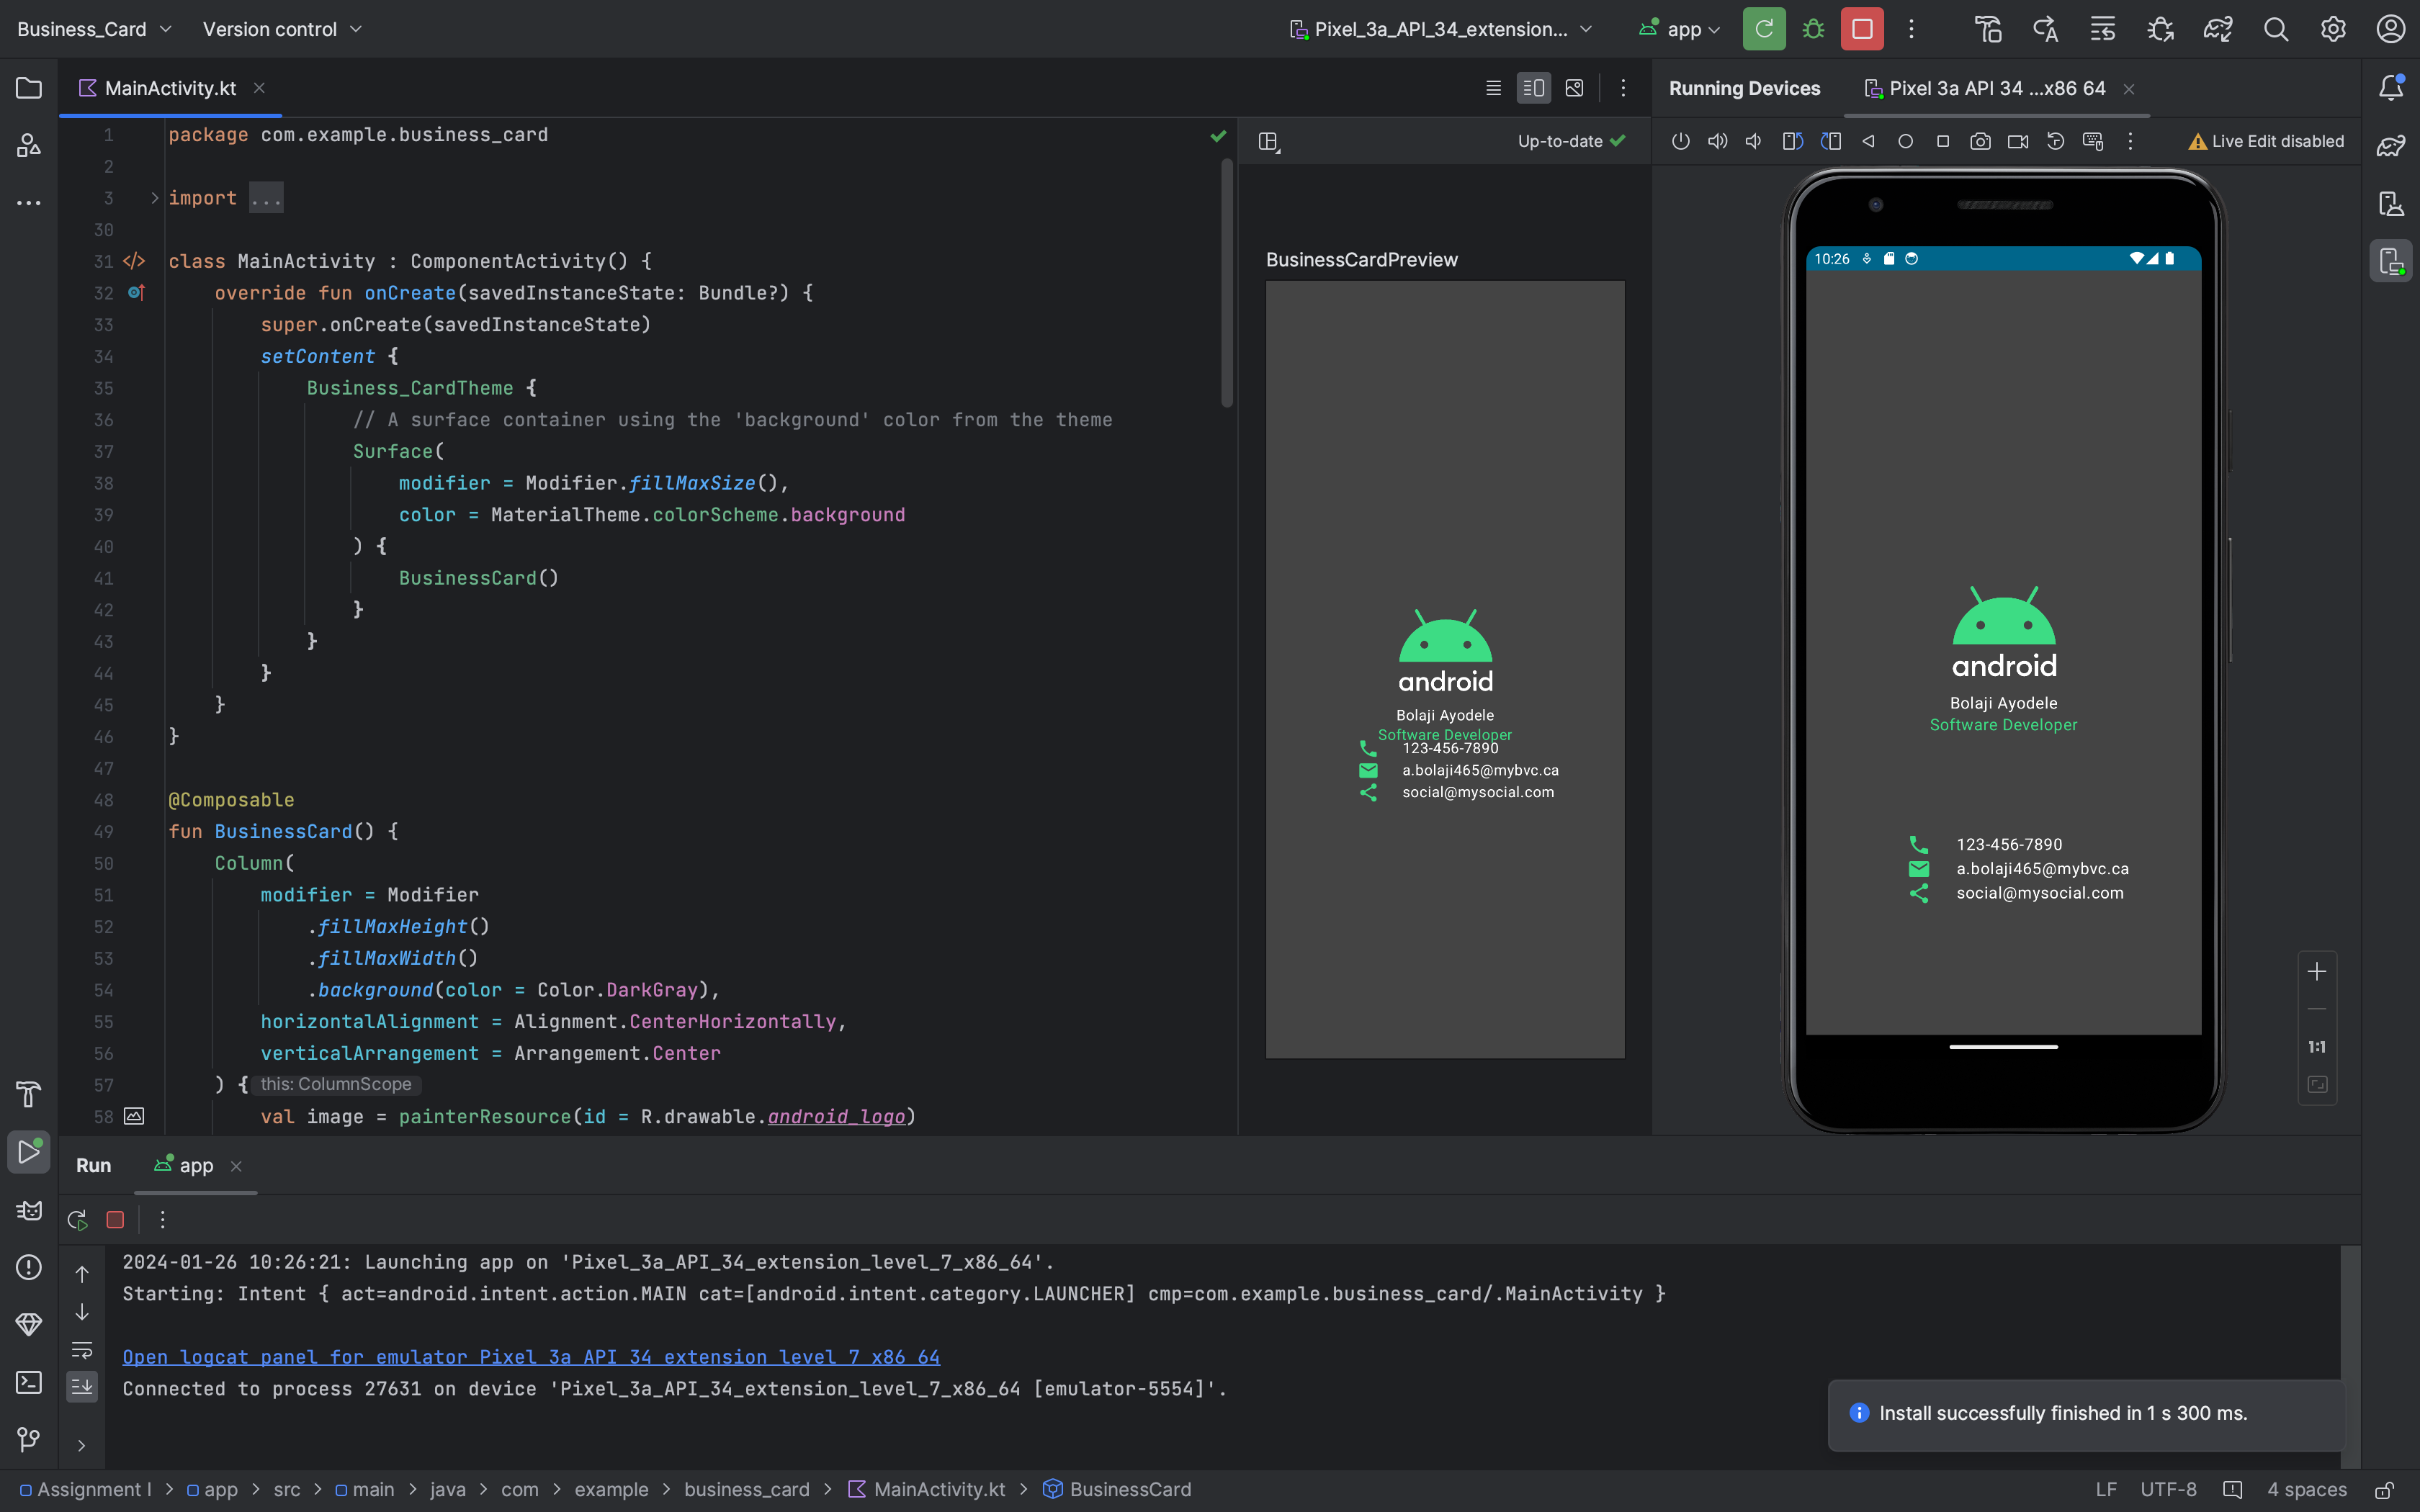 Business_Card
Version control
Pixel_3a_API_34_extension...
app
MainActivity.kt
Running Devices
Pixel 3a API 34 ...x86 64
Up-to-date
Live Edit disabled
1 package com.example.business_card
2
3 import ...
30
31 class MainActivity : ComponentActivity() {
32 override fun onCreate(savedInstanceState: Bundle?) {
33 super.onCreate(savedInstanceState)
34 setContent {
35 Business_CardTheme {
36 // A surface container using the 'background' color from the theme
37 Surface(
38 modifier = Modifier.fillMaxSize(),
39 color = MaterialTheme.colorScheme.background
40 ) {
41 BusinessCard()
42 }
43 }
44 }
45 }
46 }
47
48 @Composable
49 fun BusinessCard() {
50 Column(
51 modifier = Modifier
52 .fillMaxHeight()
53 .fillMaxWidth()
54 .background(color = Color.DarkGray),
55 horizontalAlignment = Alignment.CenterHorizontally,
56 verticalArrangement = Arrangement.Center
57 ) { this: ColumnScope
58 val image = painterResource(id = R.drawable.android_logo)
BusinessCardPreview
android
Bolaji Ayodele
Software Developer
123-456-7890
a.bolaji465@mybvc.ca
social@mysocial.com
10:26
android
Bolaji Ayodele
Software Developer
123-456-7890
a.bolaji465@mybvc.ca
social@mysocial.com
1:1
Run
app
2024-01-26 10:26:21: Launching app on 'Pixel_3a_API_34_extension_level_7_x86_64'.
Starting: Intent { act=android.intent.action.MAIN cat=[android.intent.category.LAUNCHER] cmp=com.example.business_card/.MainActivity }
Open logcat panel for emulator Pixel 3a API 34 extension level 7 x86 64
Connected to process 27631 on device 'Pixel_3a_API_34_extension_level_7_x86_64 [emulator-5554]'.
Install successfully finished in 1 s 300 ms.
Assignment I > app > src > main > java > com > example > business_card > MainActivity.kt > BusinessCard
LF
UTF-8
4 spaces